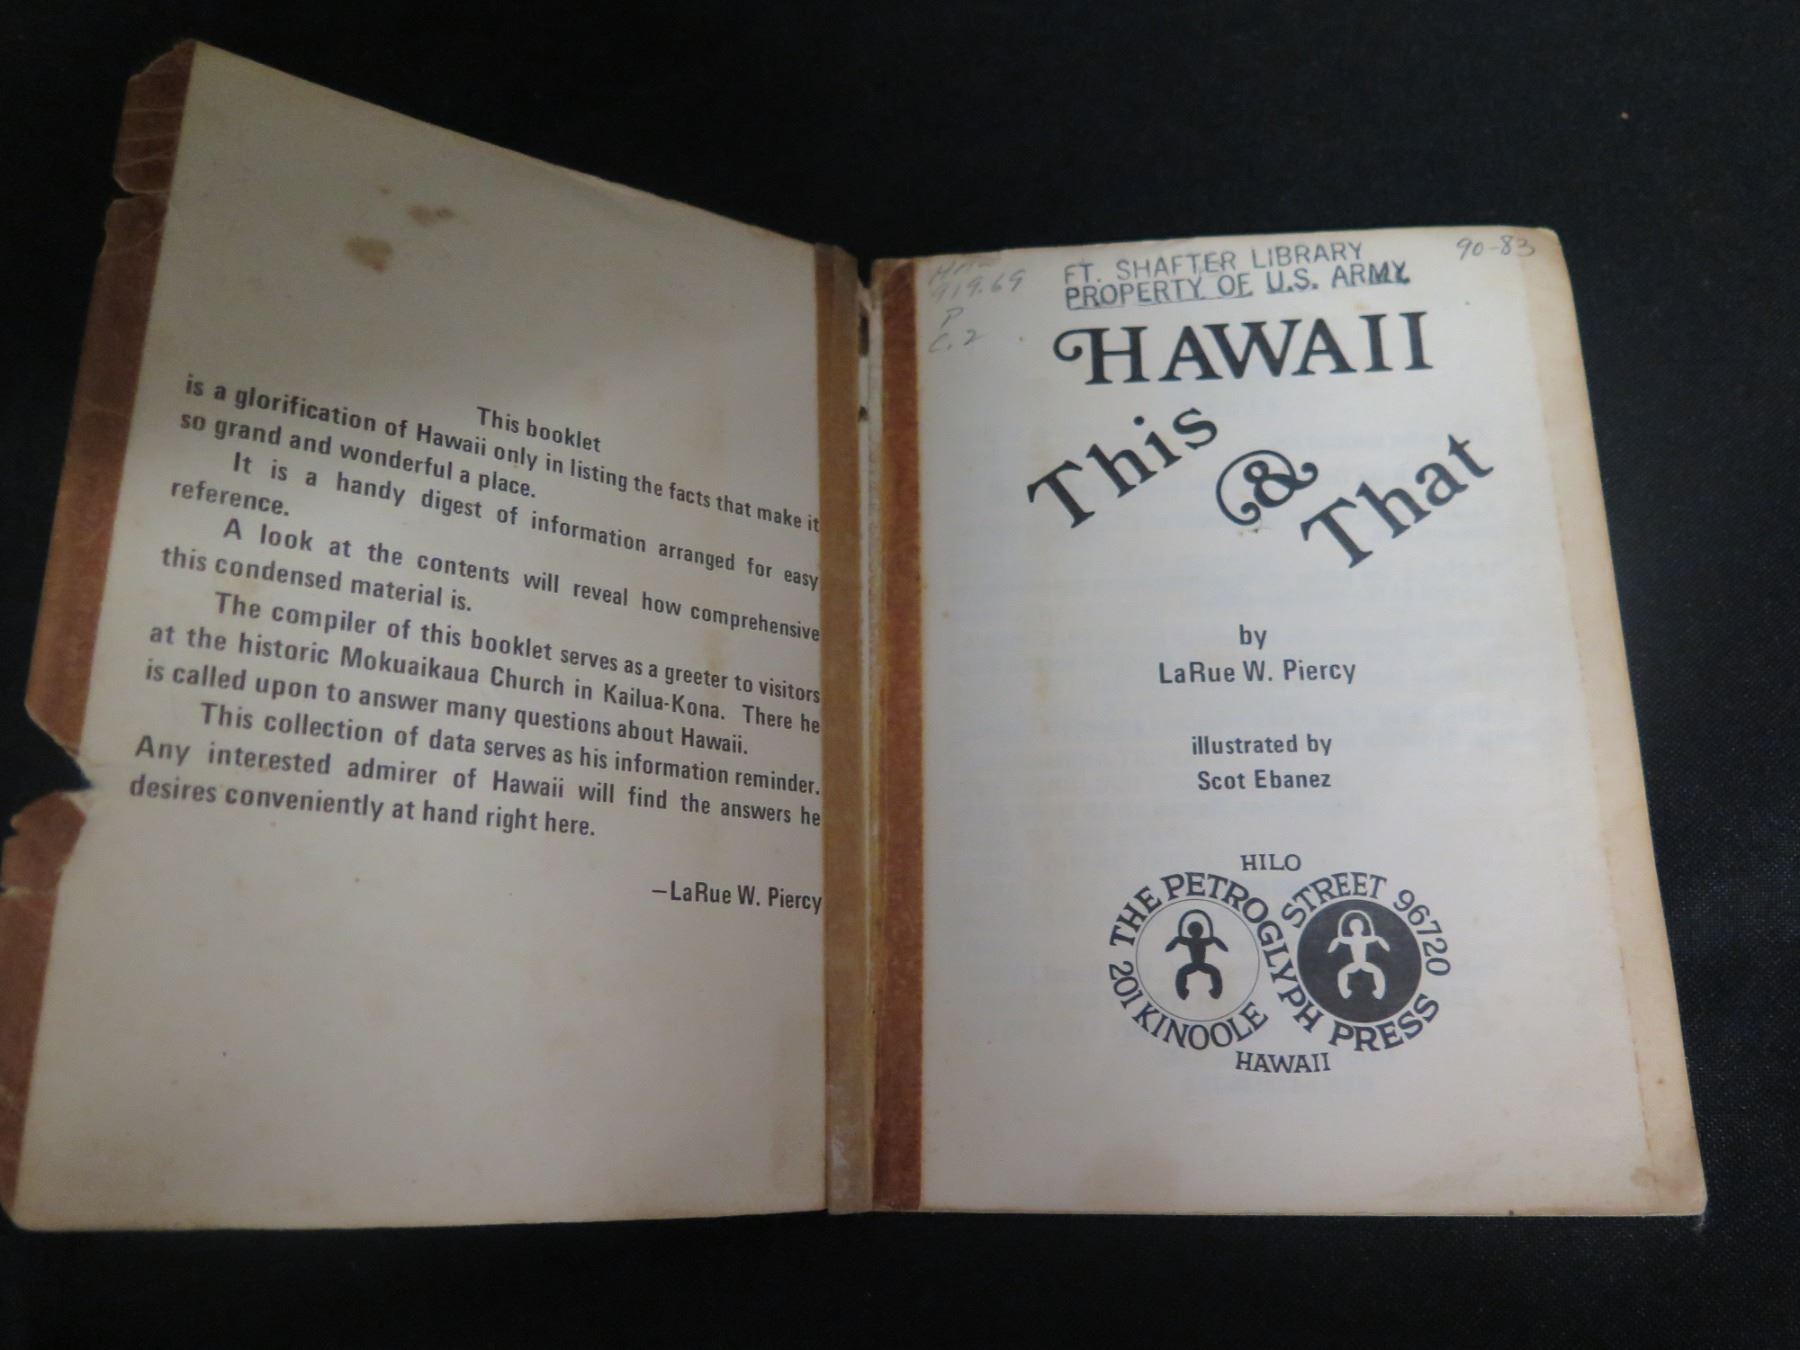 This booklet
is a glorification of Hawaii only in listing the facts that make it
so grand and wonderful a place.
It is a handy digest of information arranged for easy
reference.
A look at the contents will reveal how comprehensive
this condensed material is.
The compiler of this booklet serves as a greeter to visitors
at the historic Mokuaikaua Church in Kailua-Kona. There he
is called upon to answer many questions about Hawaii.
This collection of data serves as his information reminder.
Any interested admirer of Hawaii will find the answers he
desires conveniently at hand right here.
—LaRue W. Piercy
919.69
P
C.2
FT. SHAFTER LIBRARY
PROPERTY OF U.S. ARMY
90-83
HAWAII
This
&
That
by
LaRue W. Piercy
illustrated by
Scot Ebanez
HILO
THE PETROGLYPH PRESS
201 KINOOLE STREET 96720
HAWAII